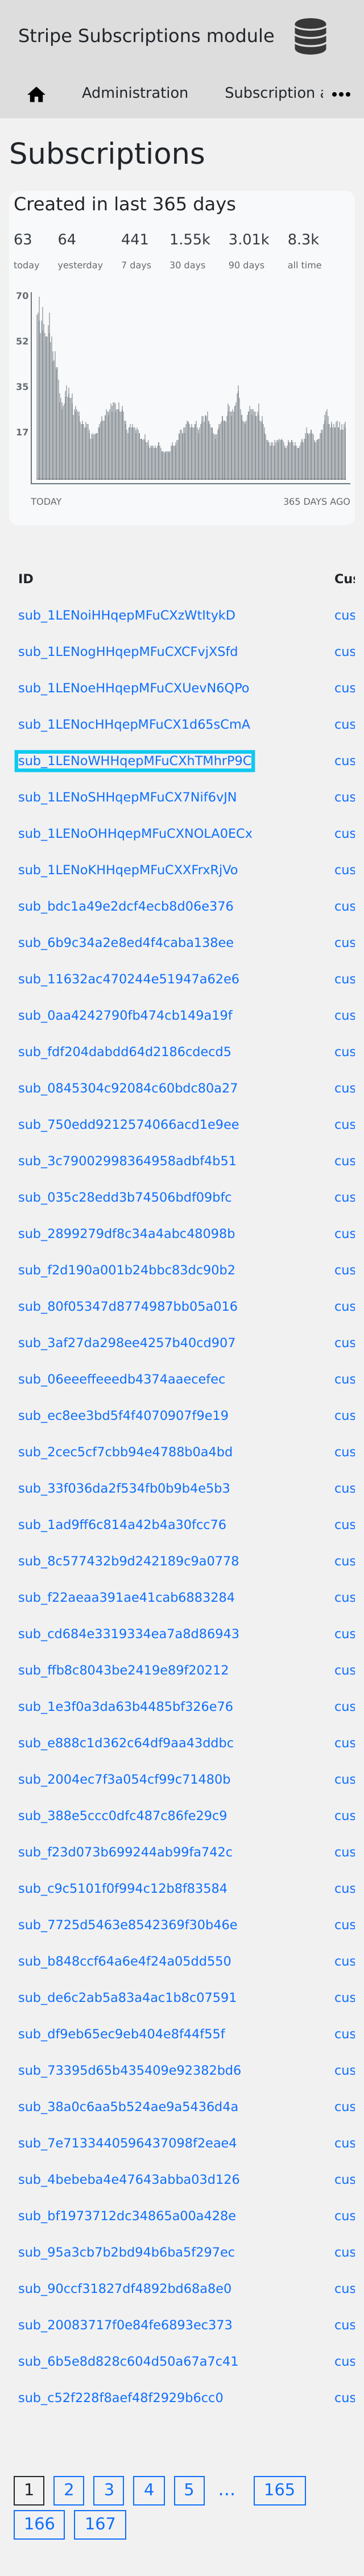 Stripe Subscriptions module
Administration Subscription a
Subscriptions
Created in last 365 days
63 64 441 1.55k 3.01k 8.3k
today yesterday 7 days 30 days 90 days all time
70
52
35
17
TODAY 365 DAYS AGO
ID Cus
sub_1LENoiHHqepMFuCXzWtItykD cus
sub_1LENogHHqepMFuCXCFvjXSfd cus
sub_1LENoeHHqepMFuCXUevN6QPo cus
sub_1LENocHHqepMFuCX1d65sCmA cus
sub_1LENoWHHqepMFuCXhTMhrP9C cus
sub_1LENoSHHqepMFuCX7Nif6vJN cus
sub_1LENoOHHqepMFuCXNOLA0ECx cus
sub_1LENoKHHqepMFuCXXFrxRjVo cus
sub_bdc1a49e2dcf4ecb8d06e376 cus
sub_6b9c34a2e8ed4f4caba138ee cus
sub_11632ac470244e51947a62e6 cus
sub_0aa4242790fb474cb149a19f cus
sub_fdf204dabdd64d2186cdecd5 cus
sub_0845304c92084c60bdc80a27 cus
sub_750edd9212574066acd1e9ee cus
sub_3c79002998364958adbf4b51 cus
sub_035c28edd3b74506bdf09bfc cus
sub_2899279df8c34a4abc48098b cus
sub_f2d190a001b24bbc83dc90b2 cus
sub_80f05347d8774987bb05a016 cus
sub_3af27da298ee4257b40cd907 cus
sub_06eeeffeeedb4374aaecefec cus
sub_ec8ee3bd5f4f4070907f9e19 cus
sub_2cec5cf7cbb94e4788b0a4bd cus
sub_33f036da2f534fb0b9b4e5b3 cus
sub_1ad9ff6c814a42b4a30fcc76 cus
sub_8c577432b9d242189c9a0778 cus
sub_f22aeaa391ae41cab6883284 cus
sub_cd684e3319334ea7a8d86943 cus
sub_ffb8c8043be2419e89f20212 cus
sub_1e3f0a3da63b4485bf326e76 cus
sub_e888c1d362c64df9aa43ddbc cus
sub_2004ec7f3a054cf99c71480b cus
sub_388e5ccc0dfc487c86fe29c9 cus
sub_f23d073b699244ab99fa742c cus
sub_c9c5101f0f994c12b8f83584 cus
sub_7725d5463e8542369f30b46e cus
sub_b848ccf64a6e4f24a05dd550 cus
sub_de6c2ab5a83a4ac1b8c07591 cus
sub_df9eb65ec9eb404e8f44f55f cus
sub_73395d65b435409e92382bd6 cus
sub_38a0c6aa5b524ae9a5436d4a cus
sub_7e7133440596437098f2eae4 cus
sub_4bebeba4e47643abba03d126 cus
sub_bf1973712dc34865a00a428e cus
sub_95a3cb7b2bd94b6ba5f297ec cus
sub_90ccf31827df4892bd68a8e0 cus
sub_20083717f0e84fe6893ec373 cus
sub_6b5e8d828c604d50a67a7c41 cus
sub_c52f228f8aef48f2929b6cc0 cus
1 2 3 4 5 … 165
166 167